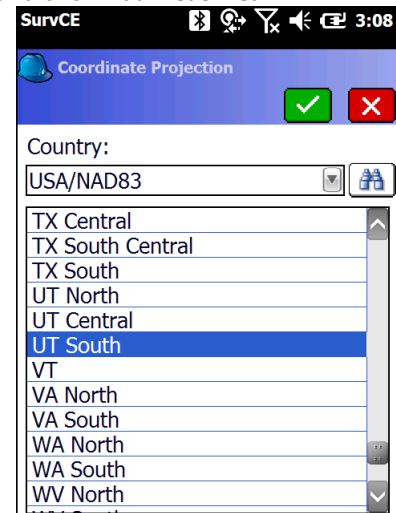 SurvCE 3:08
Coordinate Projection
Country:
USA/NAD83
TX Central
TX South Central
TX South
UT North
UT Central
UT South
VT
VA North
VA South
WA North
WA South
WV North